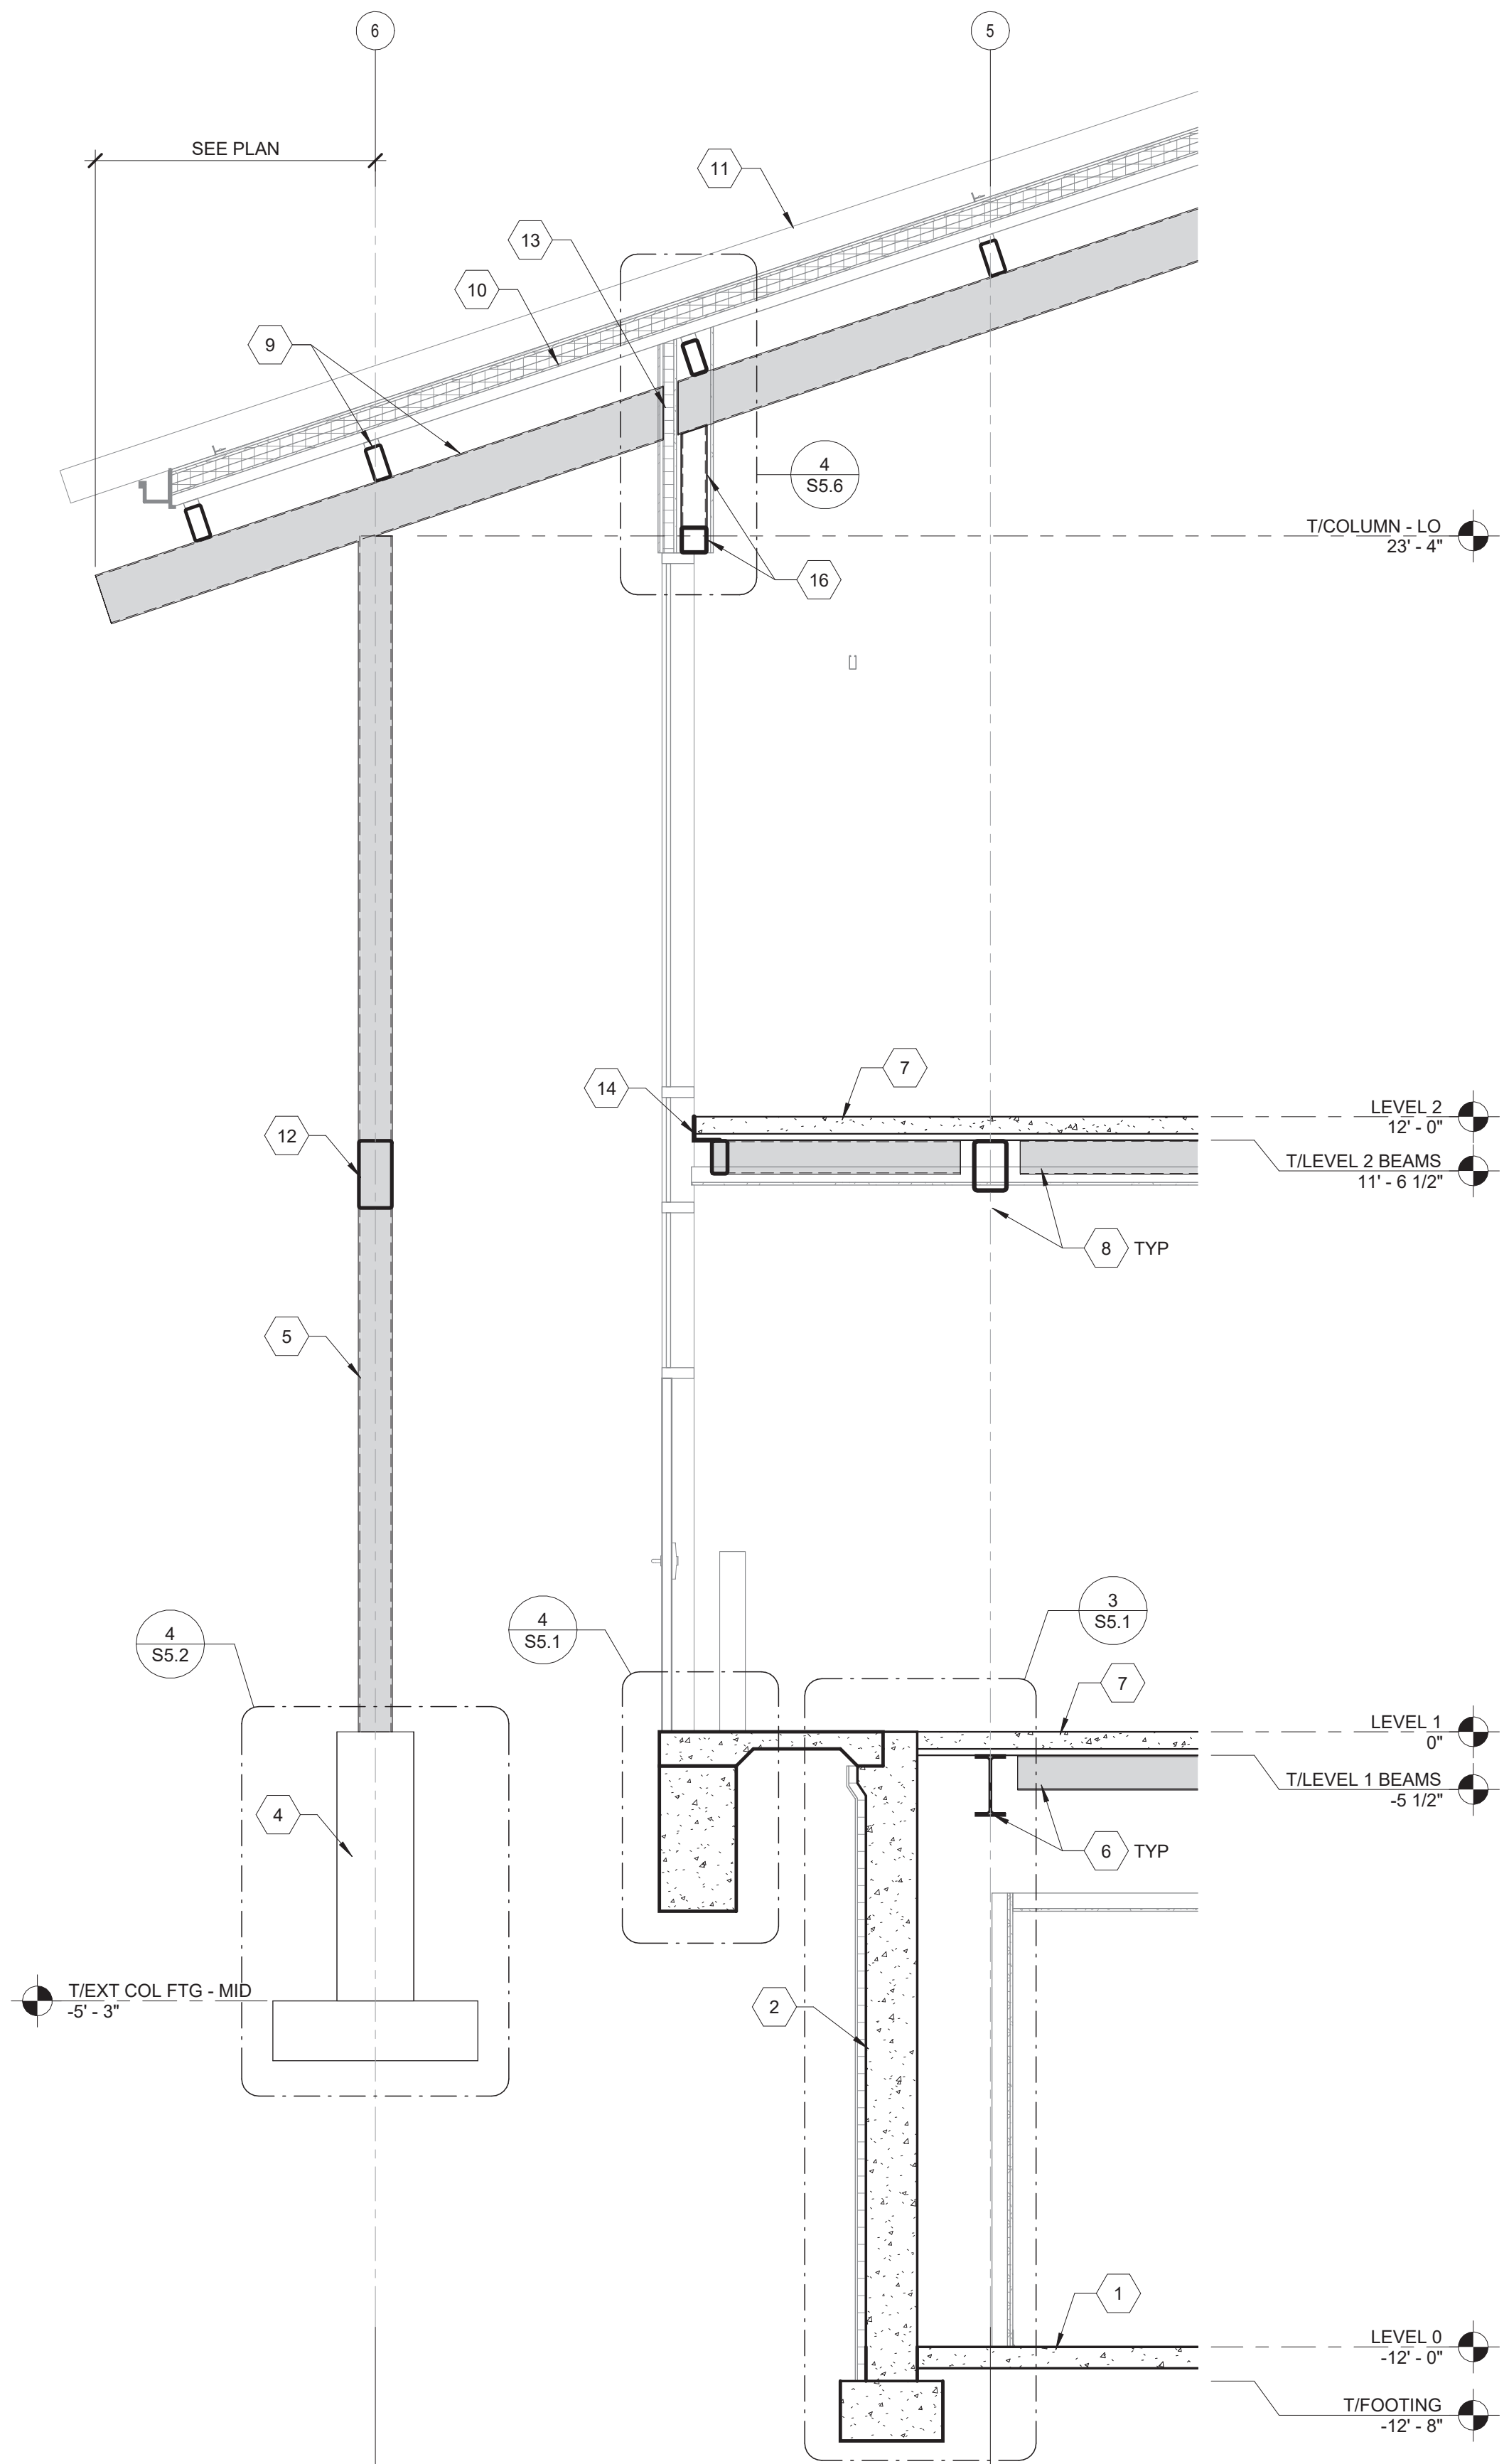 6
5
SEE PLAN
11
13
10
9
4
S5.6
T/COLUMN - LO
23' - 4"
16
7
14
LEVEL 2
12' - 0"
12
T/LEVEL 2 BEAMS
11' - 6 1/2"
8 TYP
5
3
S5.1
4
S5.1
4
S5.2
7
LEVEL 1
0"
T/LEVEL 1 BEAMS
-5 1/2"
4
6 TYP
T/EXT COL FTG - MID
-5' - 3"
2
1
LEVEL 0
-12' - 0"
T/FOOTING
-12' - 8"